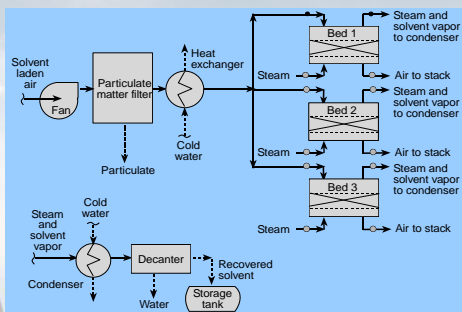 Solvent
laden
air
Fan
Particulate
matter filter
Particulate
Heat
exchanger
Cold
water
Bed 1
Steam
Steam and
solvent vapor
to condenser
Air to stack
Bed 2
Steam
Steam and
solvent vapor
to condenser
Air to stack
Bed 3
Steam
Steam and
solvent vapor
to condenser
Air to stack
Steam
and
solvent
vapor
Cold
water
Condenser
Decanter
Water
Recovered
solvent
Storage
tank